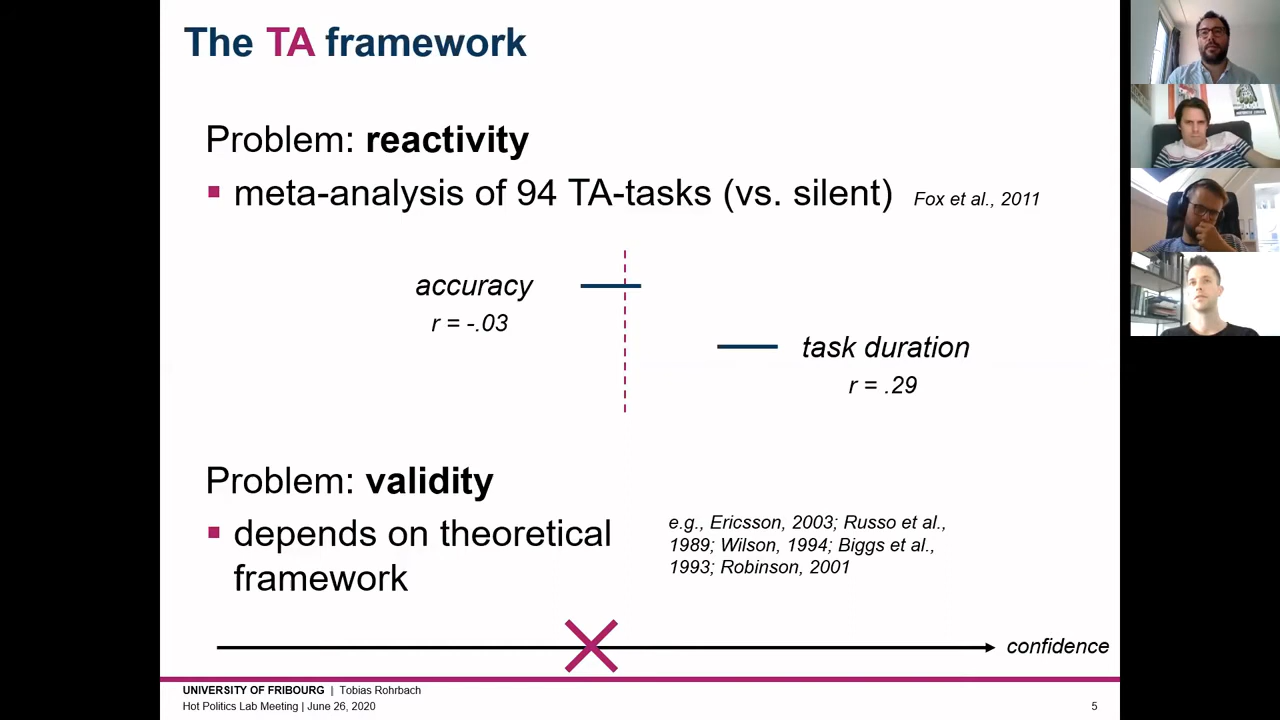 The TA framework
Problem: reactivity
▪ meta-analysis of 94 TA-tasks (vs. silent) Fox et al., 2011
accuracy
r = -.03
task duration
r = .29
Problem: validity
▪ depends on theoretical
framework
e.g., Ericsson, 2003; Russo et al.,
1989; Wilson, 1994; Biggs et al.,
1993; Robinson, 2001
confidence
UNIVERSITY OF FRIBOURG | Tobias Rohrbach
Hot Politics Lab Meeting | June 26, 2020
5